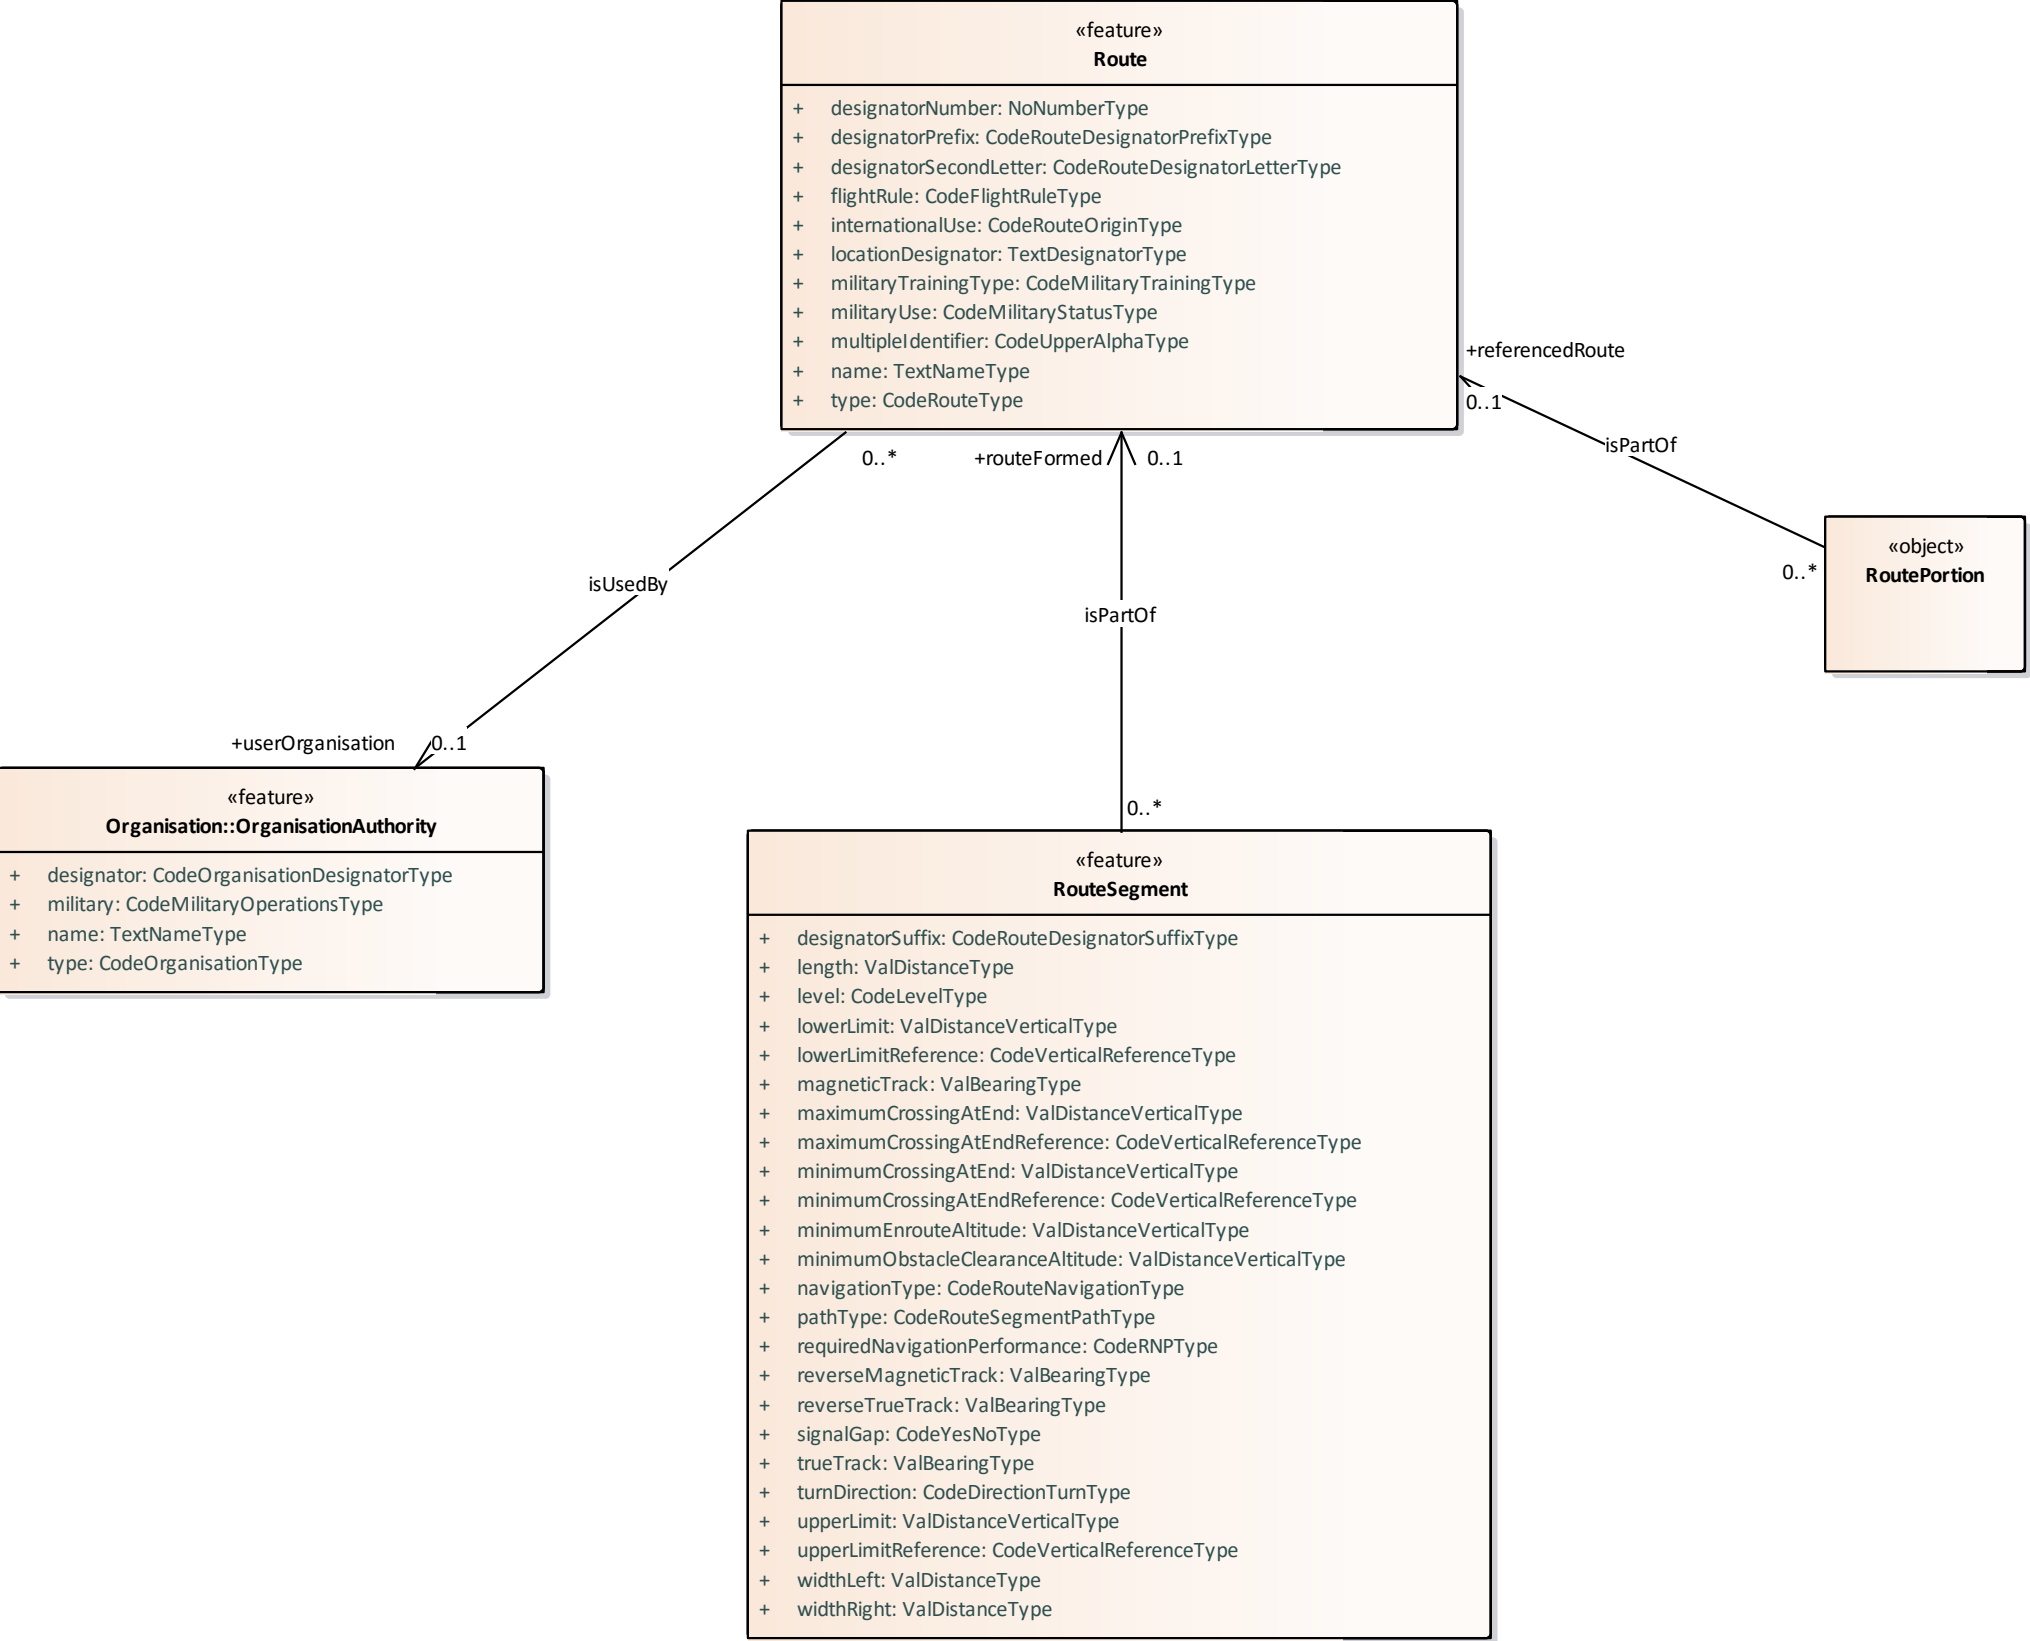 «feature»
Route
+ designatorNumber: NoNumberType
+ designatorPrefix: CodeRouteDesignatorPrefixType
+ designatorSecondLetter: CodeRouteDesignatorLetterType
+ flightRule: CodeFlightRuleType
+ internationalUse: CodeRouteOriginType
+ locationDesignator: TextDesignatorType
+ militaryTrainingType: CodeMilitaryTrainingType
+ militaryUse: CodeMilitaryStatusType
+ multipleIdentifier: CodeUpperAlphaType
+ name: TextNameType
+ type: CodeRouteType
+referencedRoute
0..1
isPartOf
0..* +routeFormed 0..1
«object»
RoutePortion
0..*
isUsedBy
isPartOf
+userOrganisation 0..1
«feature»
Organisation::OrganisationAuthority
+ designator: CodeOrganisationDesignatorType
+ military: CodeMilitaryOperationsType
+ name: TextNameType
+ type: CodeOrganisationType
0..*
«feature»
RouteSegment
+ designatorSuffix: CodeRouteDesignatorSuffixType
+ length: ValDistanceType
+ level: CodeLevelType
+ lowerLimit: ValDistanceVerticalType
+ lowerLimitReference: CodeVerticalReferenceType
+ magneticTrack: ValBearingType
+ maximumCrossingAtEnd: ValDistanceVerticalType
+ maximumCrossingAtEndReference: CodeVerticalReferenceType
+ minimumCrossingAtEnd: ValDistanceVerticalType
+ minimumCrossingAtEndReference: CodeVerticalReferenceType
+ minimumEnrouteAltitude: ValDistanceVerticalType
+ minimumObstacleClearanceAltitude: ValDistanceVerticalType
+ navigationType: CodeRouteNavigationType
+ pathType: CodeRouteSegmentPathType
+ requiredNavigationPerformance: CodeRNPType
+ reverseMagneticTrack: ValBearingType
+ reverseTrueTrack: ValBearingType
+ signalGap: CodeYesNoType
+ trueTrack: ValBearingType
+ turnDirection: CodeDirectionTurnType
+ upperLimit: ValDistanceVerticalType
+ upperLimitReference: CodeVerticalReferenceType
+ widthLeft: ValDistanceType
+ widthRight: ValDistanceType